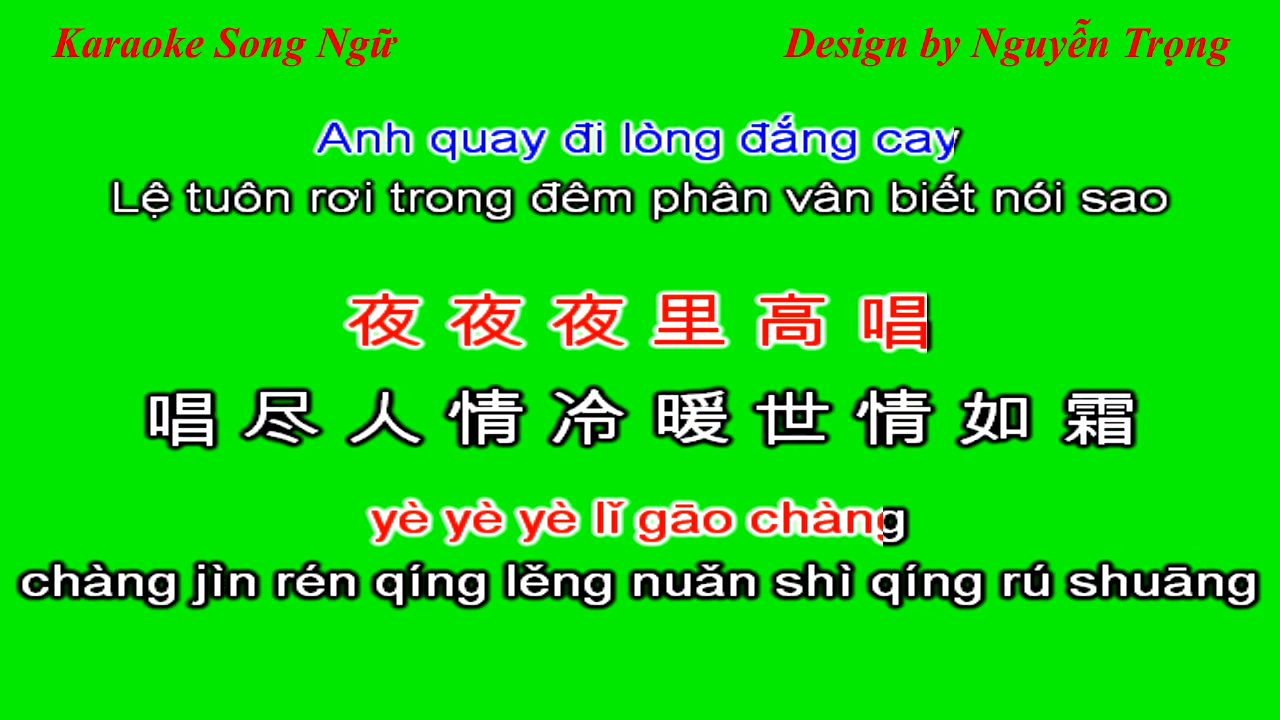 Karaoke Song Ngữ
Design by Nguyễn Trọng
Anh quay đi lòng đắng cay
Lệ tuôn rơi trong đêm phân vân biết nói sao
夜 夜 夜 里 高 唱
唱 尽 人 情 冷 暖 世 情 如 霜
yè yè yè lǐ gāo chàng
chàng jìn rén qíng lěng nuǎn shì qíng rú shuāng